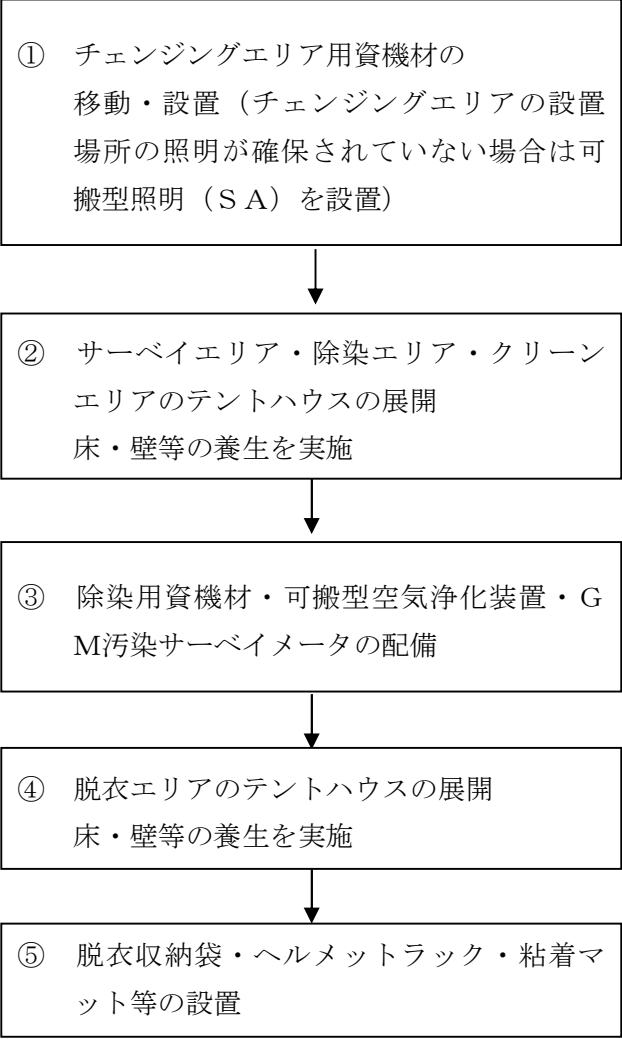 ① チェンジングエリア用資機材の
移動・設置（チェンジングエリアの設置
場所の照明が確保されていない場合は可
搬型照明（ＳＡ）を設置）
② サーベイエリア・除染エリア・クリーン
エリアのテントハウスの展開
床・壁等の養生を実施
③ 除染用資機材・可搬型空気浄化装置・Ｇ
Ｍ汚染サーベイメータの配備
④ 脱衣エリアのテントハウスの展開
床・壁等の養生を実施
⑤ 脱衣収納袋・ヘルメットラック・粘着マ
ット等の設置